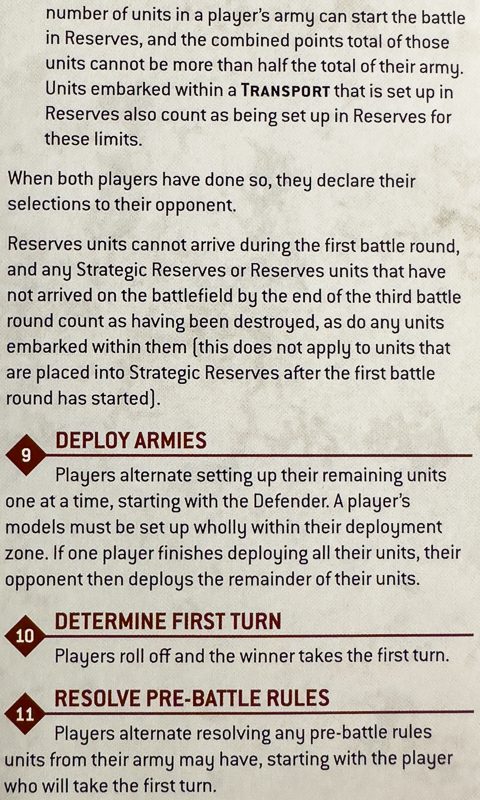 number of units in a player's army can start the battle
in Reserves, and the combined points total of those
units cannot be more than half the total of their army.
Units embarked within a TRANSPORT that is set up in
Reserves also count as being set up in Reserves for
these limits.
When both players have done so, they declare their
selections to their opponent.
Reserves units cannot arrive during the first battle round,
and any Strategic Reserves or Reserves units that have
not arrived on the battlefield by the end of the third battle
round count as having been destroyed, as do any units
embarked within them (this does not apply to units that
are placed into Strategic Reserves after the first battle
round has started).
9 DEPLOY ARMIES
Players alternate setting up their remaining units
one at a time, starting with the Defender. A player's
models must be set up wholly within their deployment
zone. If one player finishes deploying all their units, their
opponent then deploys the remainder of their units.
10 DETERMINE FIRST TURN
Players roll off and the winner takes the first turn.
11 RESOLVE PRE-BATTLE RULES
Players alternate resolving any pre-battle rules
units from their army may have, starting with the player
who will take the first turn.